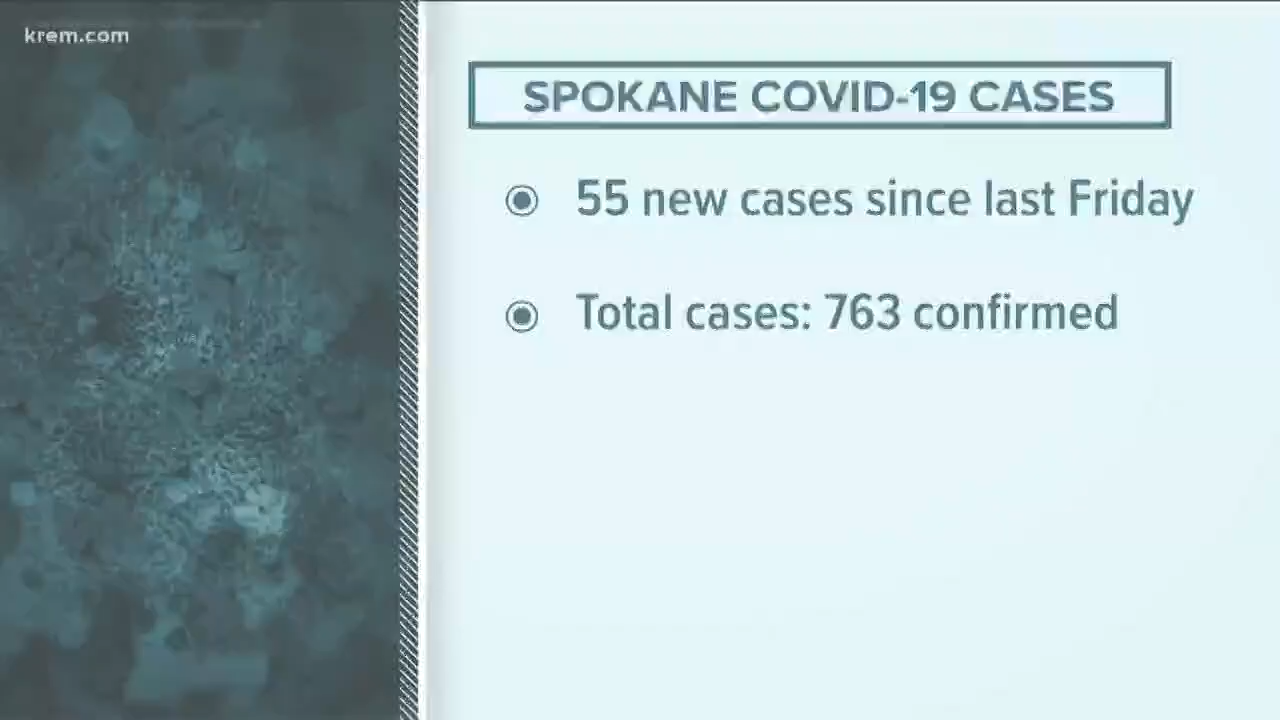 krem.com
SPOKANE COVID-19 CASES
55 new cases since last Friday
Total cases: 763 confirmed